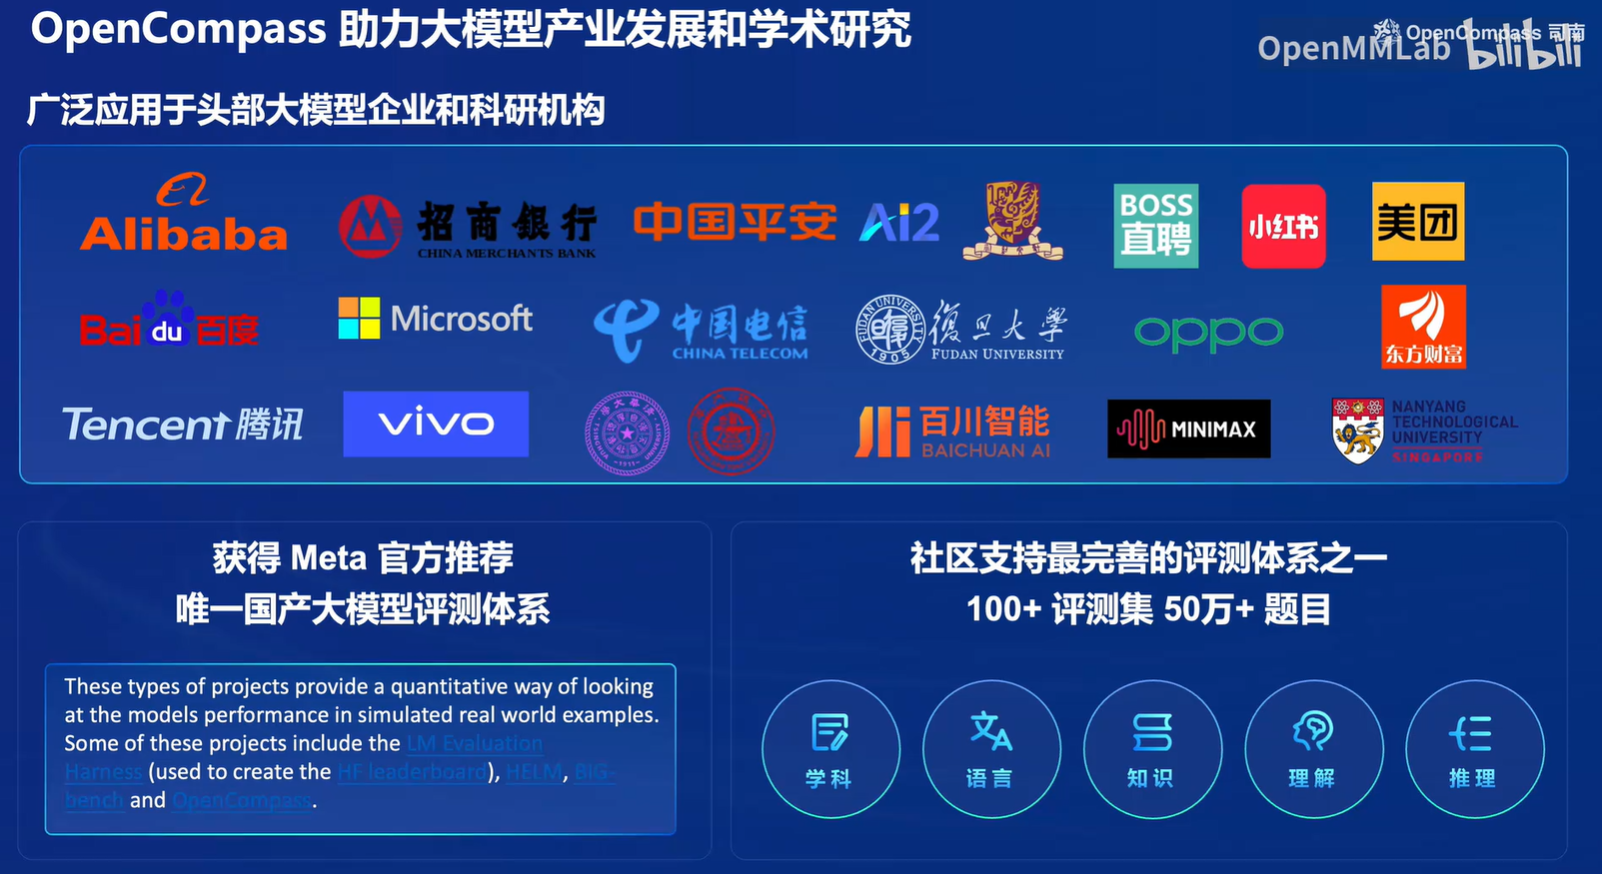 OpenCompass 助力大模型产业发展和学术研究
OpenCompass 司南
OpenMMLab bilibili
广泛应用于头部大模型企业和科研机构
Alibaba
招商银行
CHINA MERCHANTS BANK
中国平安
Ai2
BOSS
直聘
小红书
美团
Bai du 百度
Microsoft
中国电信
CHINA TELECOM
FUDAN UNIVERSITY
1905
復旦大學
FUDAN UNIVERSITY
oppo
东方财富
Tencent 腾讯
vivo
百川智能
BAICHUAN AI
MINIMAX
NANYANG
TECHNOLOGICAL
UNIVERSITY
SINGAPORE
获得 Meta 官方推荐
唯一国产大模型评测体系
These types of projects provide a quantitative way of looking
at the models performance in simulated real world examples.
Some of these projects include the LM Evaluation
Harness (used to create the HF leaderboard), HELM, BIG-
bench and OpenCompass.
社区支持最完善的评测体系之一
100+ 评测集 50万+ 题目
学科
语言
知识
理解
推理